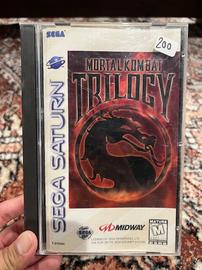 SEGA
200
MORTAL KOMBAT
TRILOGY
SEGA SATURN
MIDWAY
MATURE